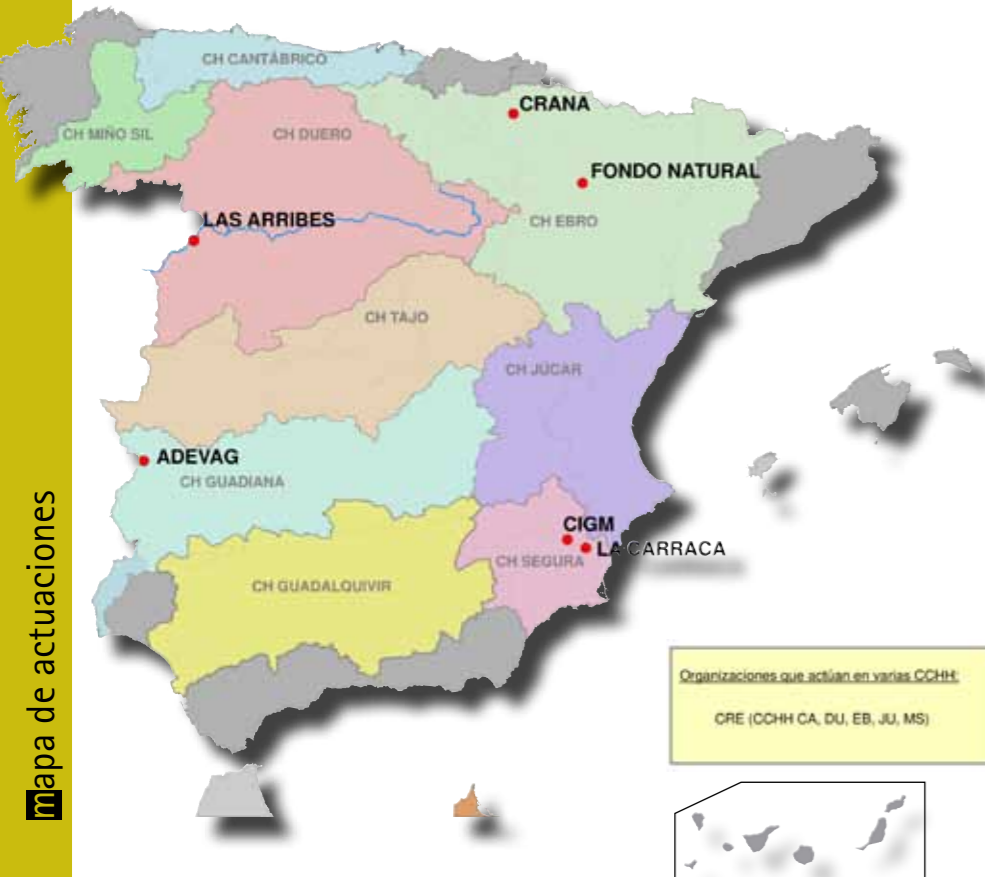 mapa de actuaciones
CH CANTÁBRICO
CRANA
CH MIÑO SIL
CH DUERO
FONDO NATURAL
LAS ARRIBES
CH EBRO
CH TAJO
CH JÚCAR
ADEVAG
CH GUADIANA
CIGM
LA CARRACA
CH SEGURA
CH GUADALQUIVIR
Organizaciones que actúan en varias CCHH:
CRE (CCHH CA, DU, EB, JU, MS)